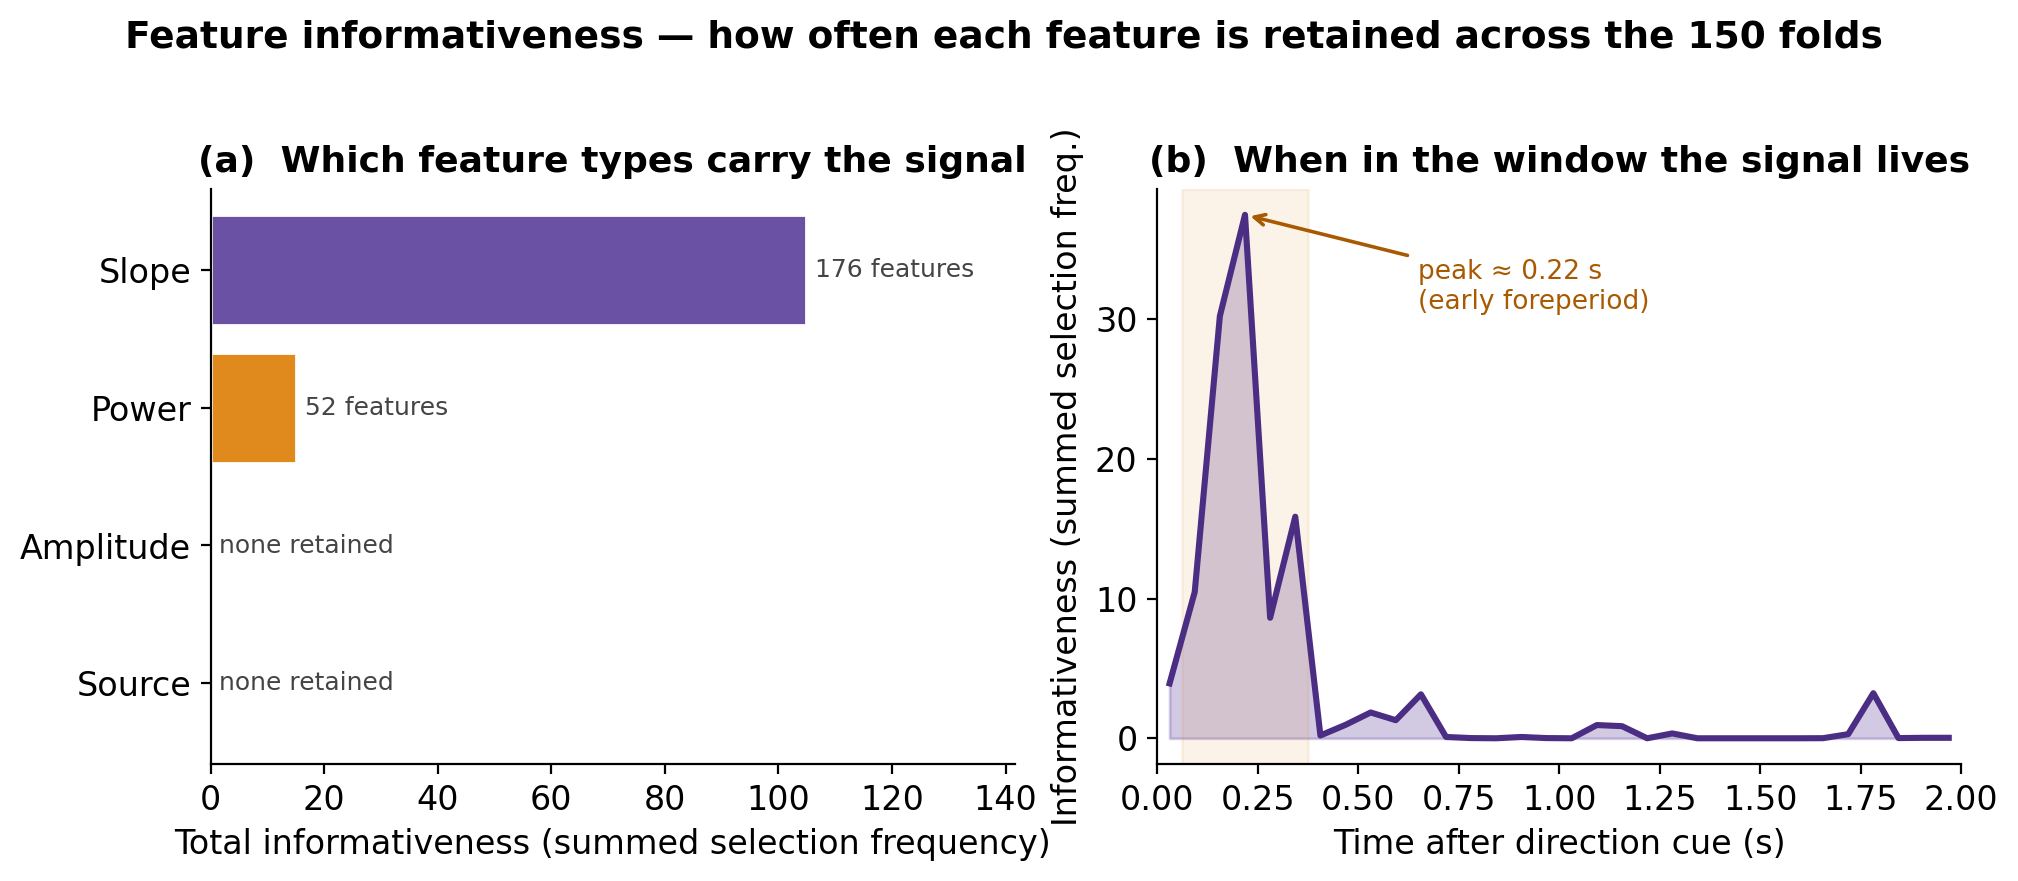 Feature informativeness — how often each feature is retained across the 150 folds
(a)  Which feature types carry the signal
Slope
176 features
Power
52 features
Amplitude
none retained
Source
none retained
0 20 40 60 80 100 120 140
Total informativeness (summed selection frequency)
(b)  When in the window the signal lives
Informativeness (summed selection freq.)
30
20
10
0
peak ≈ 0.22 s
(early foreperiod)
0.00 0.25 0.50 0.75 1.00 1.25 1.50 1.75 2.00
Time after direction cue (s)